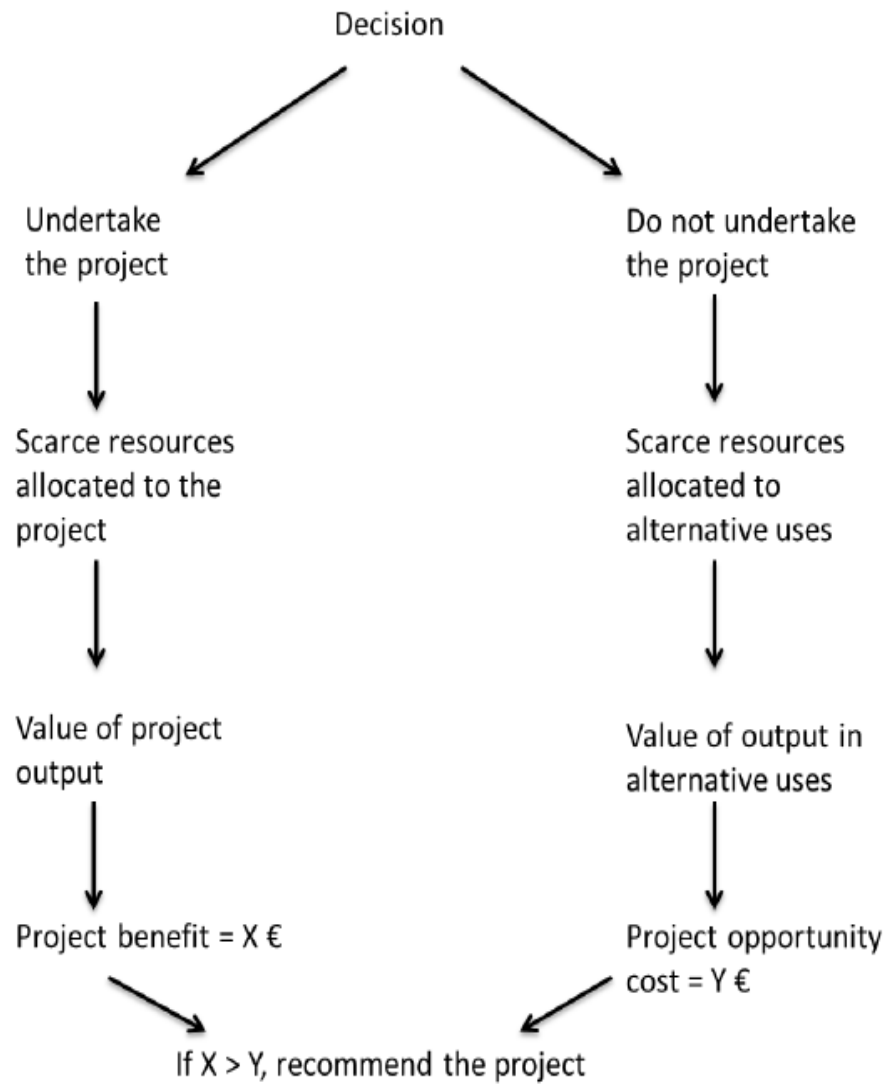 Decision
Undertake
the project
Do not undertake
the project
Scarce resources
allocated to the
project
Scarce resources
allocated to
alternative uses
Value of project
output
Value of output in
alternative uses
Project benefit = X €
Project opportunity
cost = Y €
If X > Y, recommend the project